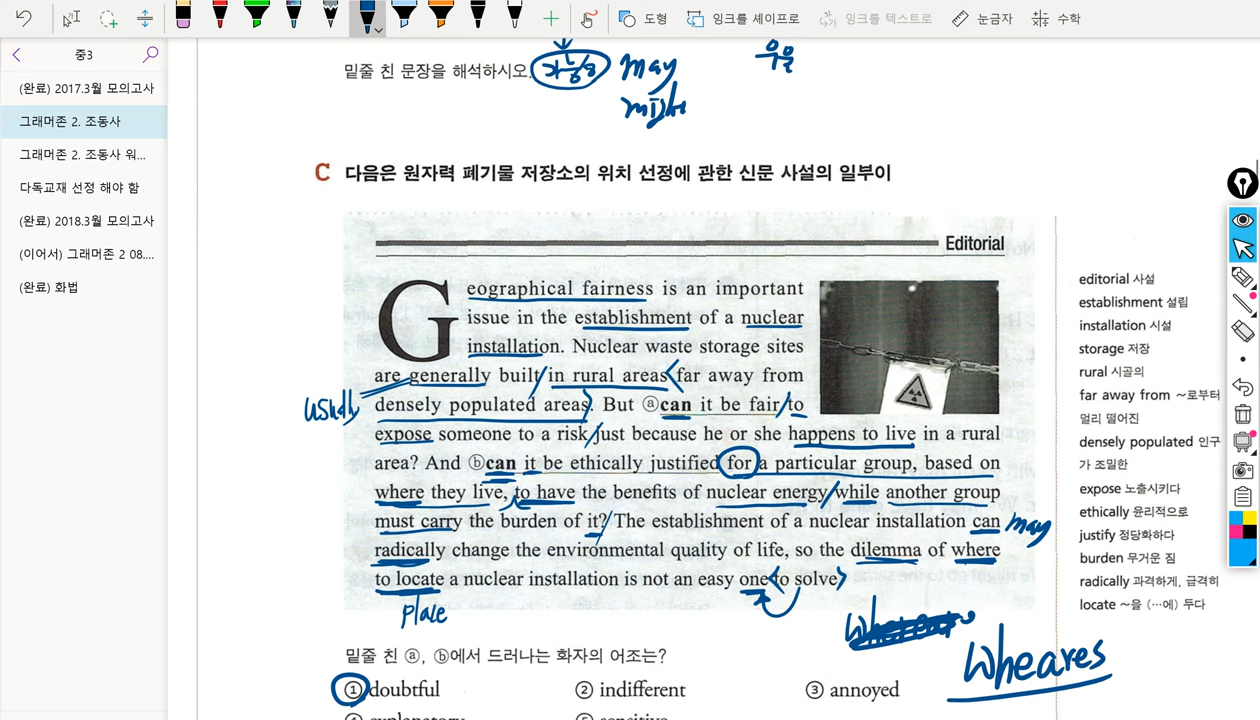 도형
잉크를 셰이프로
잉크를 텍스트로
눈금자
수학
중3
(완료) 2017.3월 모의고사
그래머존 2. 조동사
그래머존 2. 조동사 워...
다독교재 선정 해야 함
(완료) 2018.3월 모의고사
(이어서) 그래머존 2 08....
(완료) 화법
밑줄 친 문장을 해석하시오.
가능성
may
우울
C 다음은 원자력 폐기물 저장소의 위치 선정에 관한 신문 사설의 일부이
Editorial
Geographical fairness is an important
issue in the establishment of a nuclear
installation. Nuclear waste storage sites
are generally built in rural areas far away from
usually densely populated areas. But ⓐcan it be fair to
expose someone to a risk just because he or she happens to live in a rural
area? And ⓑcan it be ethically justified for a particular group, based on
where they live, to have the benefits of nuclear energy while another group
must carry the burden of it? The establishment of a nuclear installation can may
radically change the environmental quality of life, so the dilemma of where
to locate a nuclear installation is not an easy one to solve
place
wheares
editorial 사설
establishment 설립
installation 시설
storage 저장
rural 시골의
far away from ~로부터
멀리 떨어진
densely populated 인구
가 조밀한
expose 노출시키다
ethically 윤리적으로
justify 정당화하다
burden 무거운 짐
radically 과격하게, 급격히
locate ~을 (…에) 두다
밑줄 친 ⓐ, ⓑ에서 드러나는 화자의 어조는?
① doubtful ② indifferent ③ annoyed